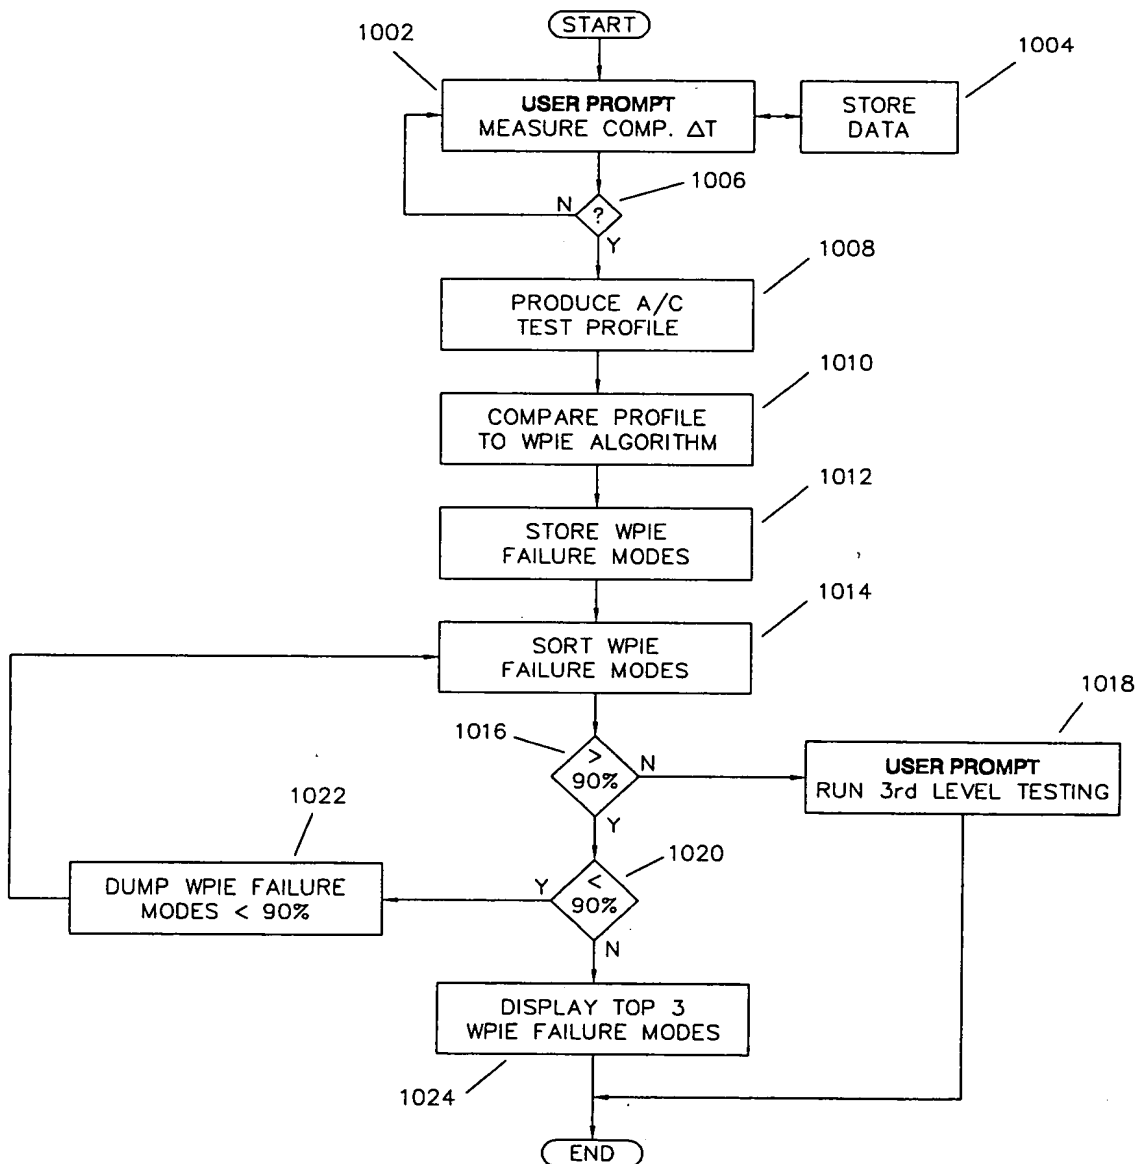 START
1002
1004
USER PROMPT
MEASURE COMP. ΔT
STORE
DATA
1006
N
?
Y
1008
PRODUCE A/C
TEST PROFILE
1010
COMPARE PROFILE
TO WPIE ALGORITHM
1012
STORE WPIE
FAILURE MODES
1014
SORT WPIE
FAILURE MODES
1016
>
90%
N
1018
USER PROMPT
RUN 3rd LEVEL TESTING
Y
1022
1020
DUMP WPIE FAILURE
MODES < 90%
Y
<
90%
N
DISPLAY TOP 3
WPIE FAILURE MODES
1024
END